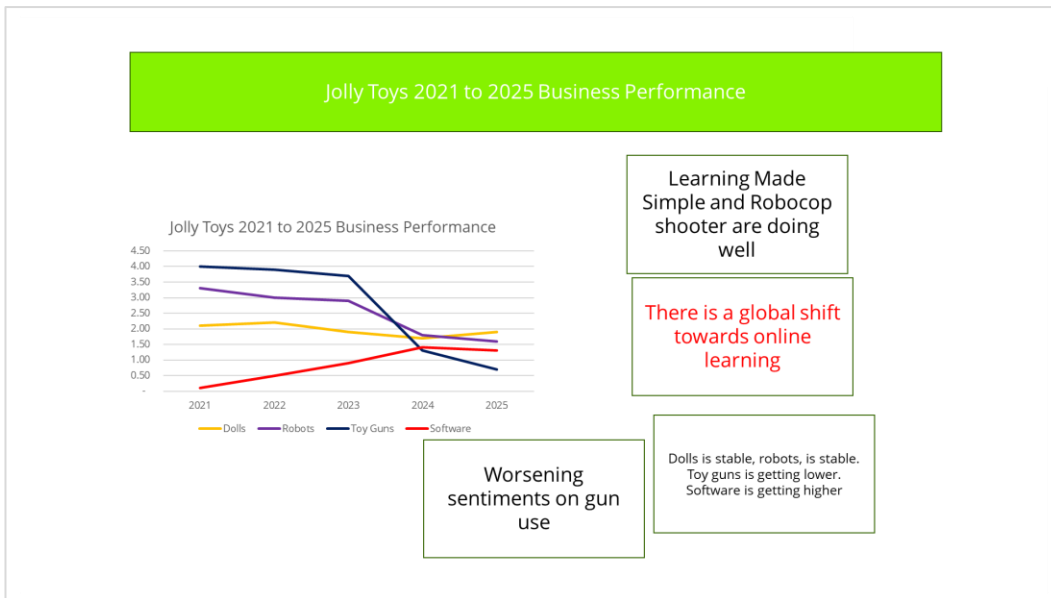 Jolly Toys 2021 to 2025 Business Performance
Jolly Toys 2021 to 2025 Business Performance
4.50
4.00
3.50
3.00
2.50
2.00
1.50
1.00
0.50
-
2021 2022 2023 2024 2025
Dolls Robots Toy Guns Software
Learning Made
Simple and Robocop
shooter are doing
well
There is a global shift
towards online
learning
Worsening
sentiments on gun
use
Dolls is stable, robots, is stable.
Toy guns is getting lower.
Software is getting higher